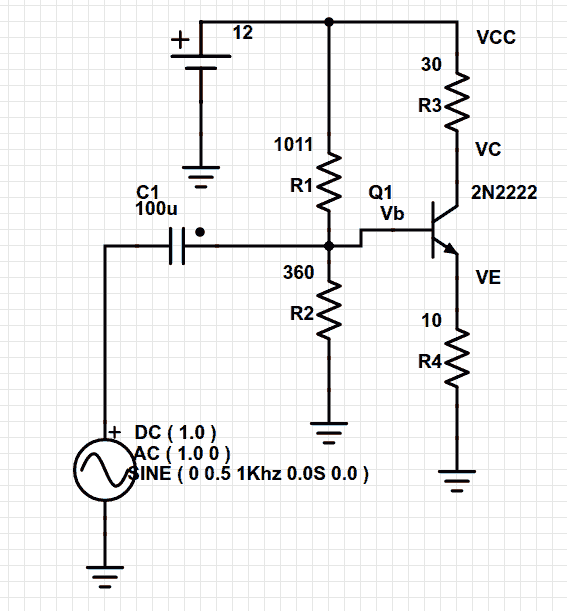 12
VCC
30
R3
1011
VC
R1
C1
100u
Q1
2N2222
Vb
360
VE
R2
10
R4
+ DC ( 1.0 )
AC ( 1.0 0 )
SINE ( 0 0.5 1Khz 0.0S 0.0 )